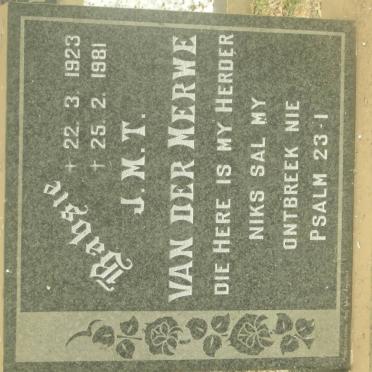 Babsie
+ 22. 3. 1923
+ 25. 2. 1981
J. M. T.
VAN DER MERWE
DIE HERE IS MY HERDER
NIKS SAL MY
ONTBREEK NIE
PSALM 23:1